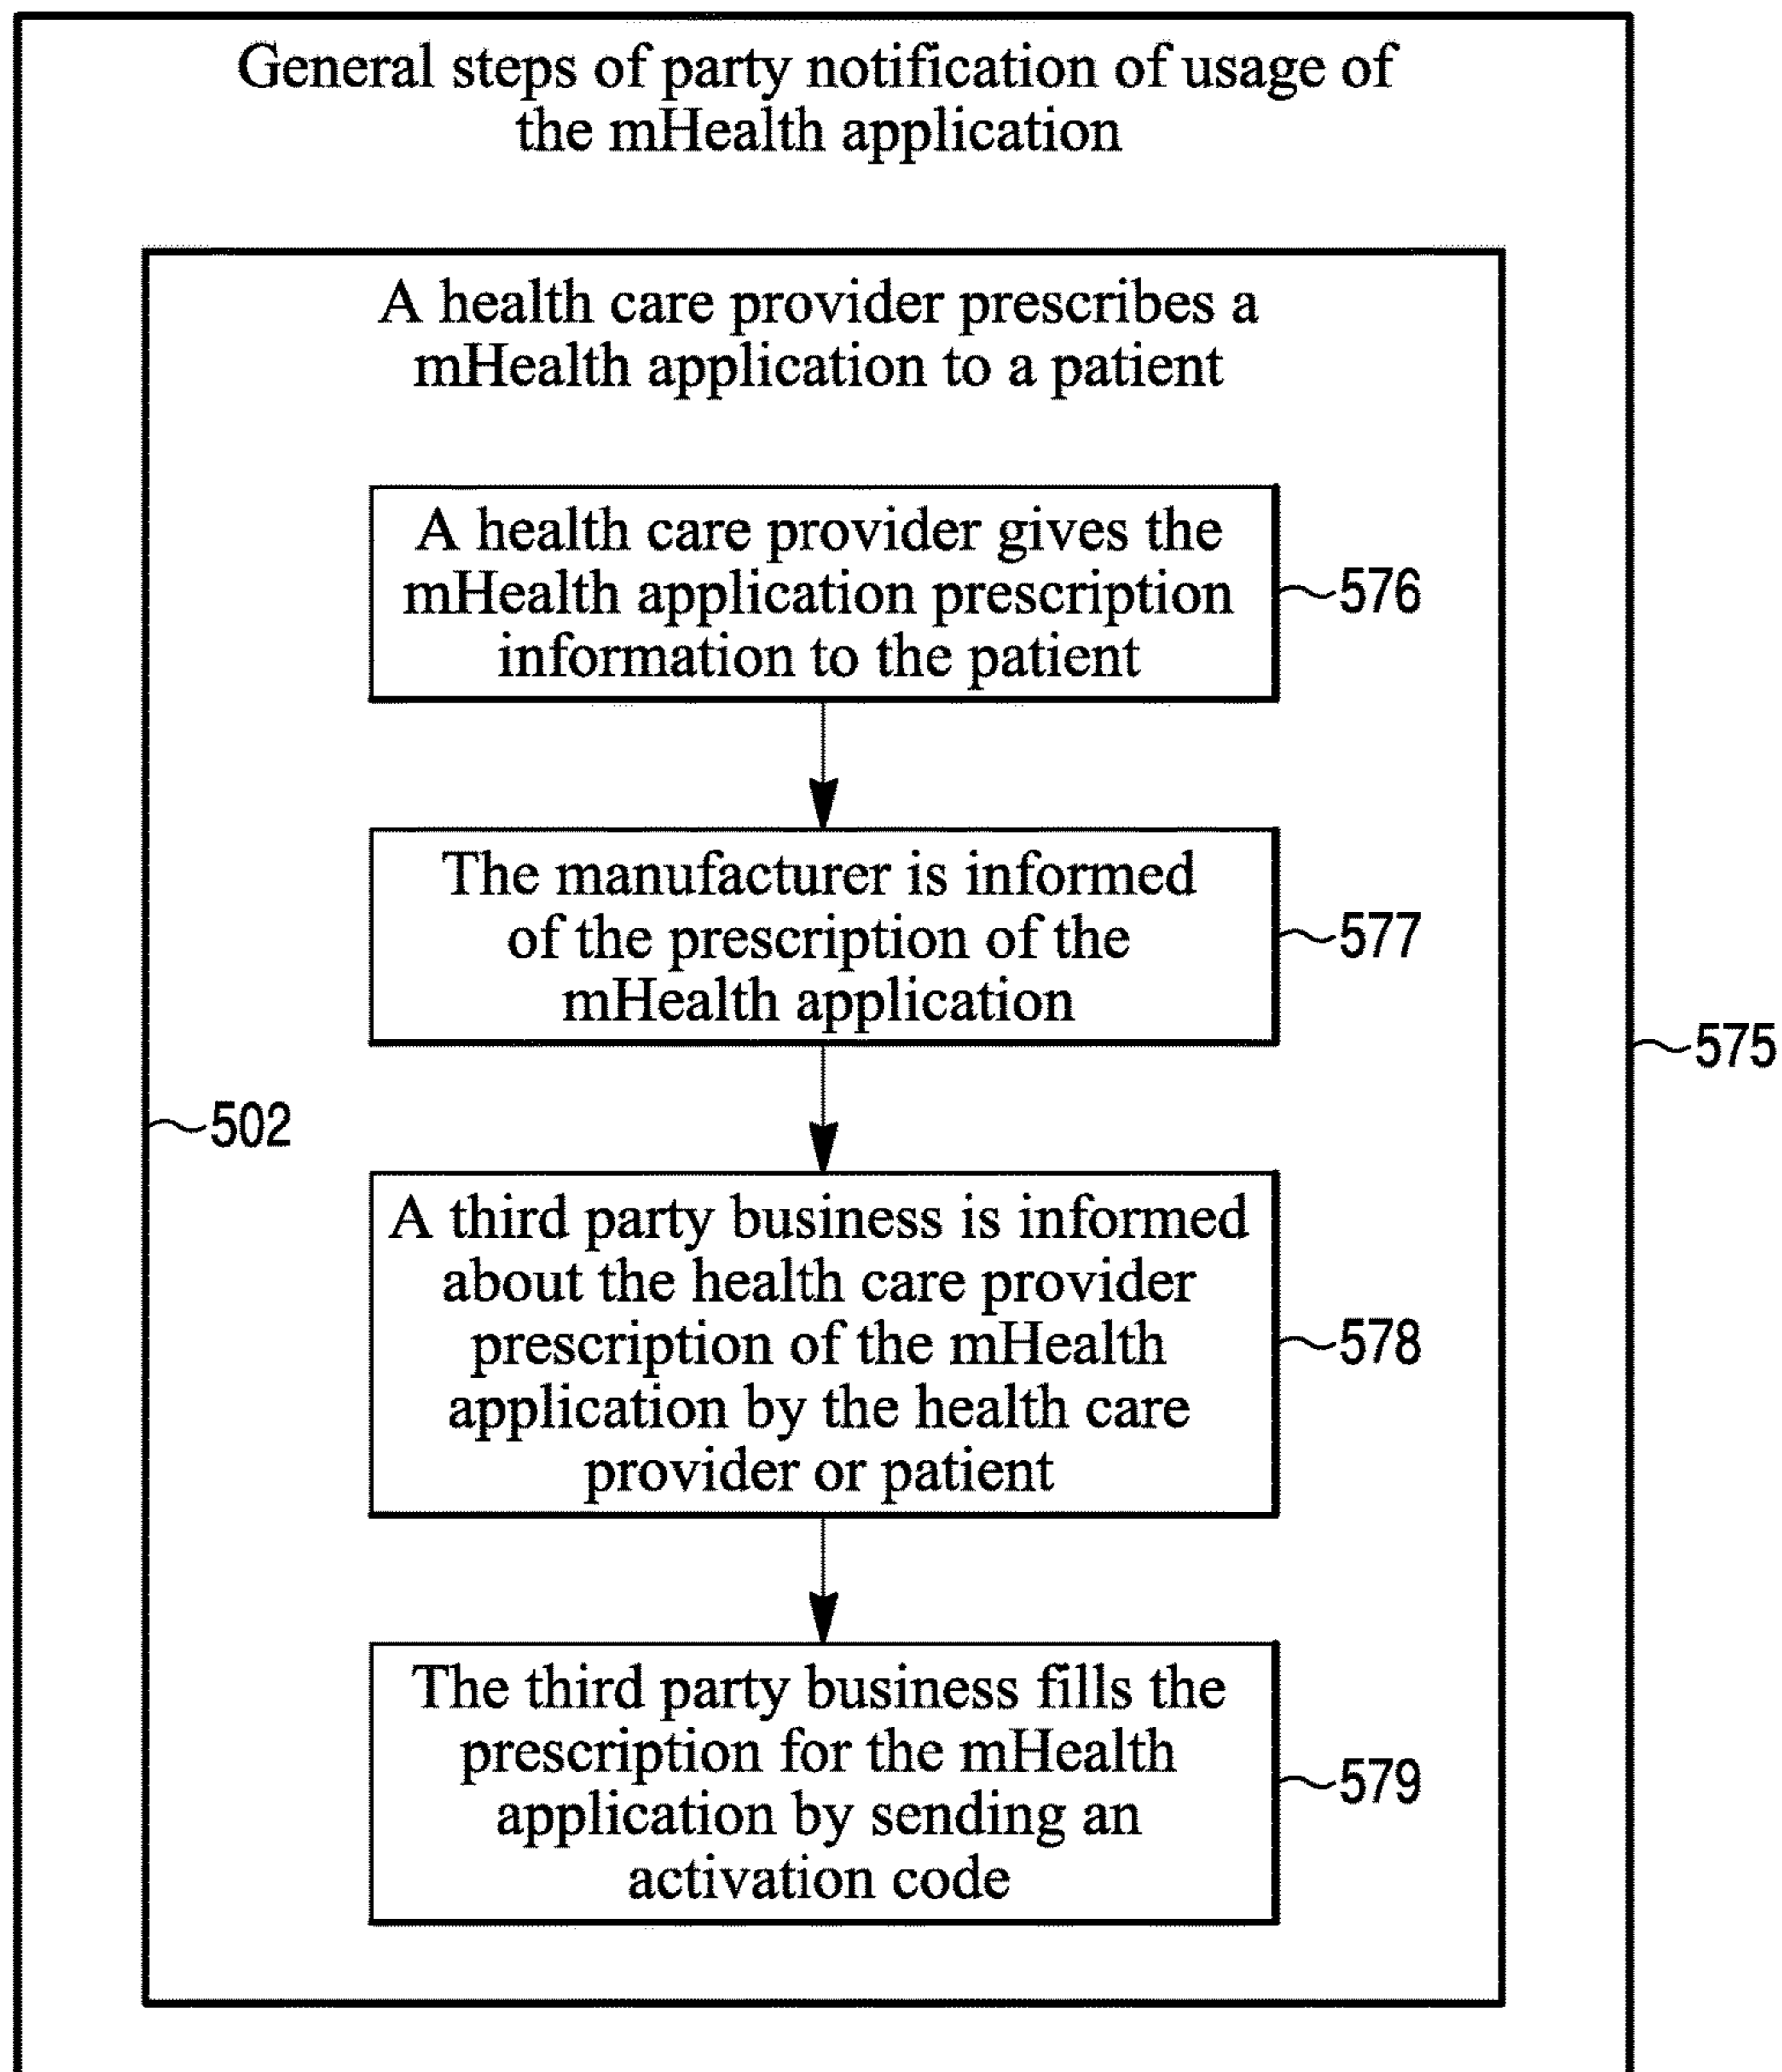 General steps of party notification of usage of
the mHealth application
A health care provider prescribes a
mHealth application to a patient
A health care provider gives the
mHealth application prescription
information to the patient
576
The manufacturer is informed
of the prescription of the
mHealth application
577
575
502
A third party business is informed
about the health care provider
prescription of the mHealth
application by the health care
provider or patient
578
The third party business fills the
prescription for the mHealth
application by sending an
activation code
579